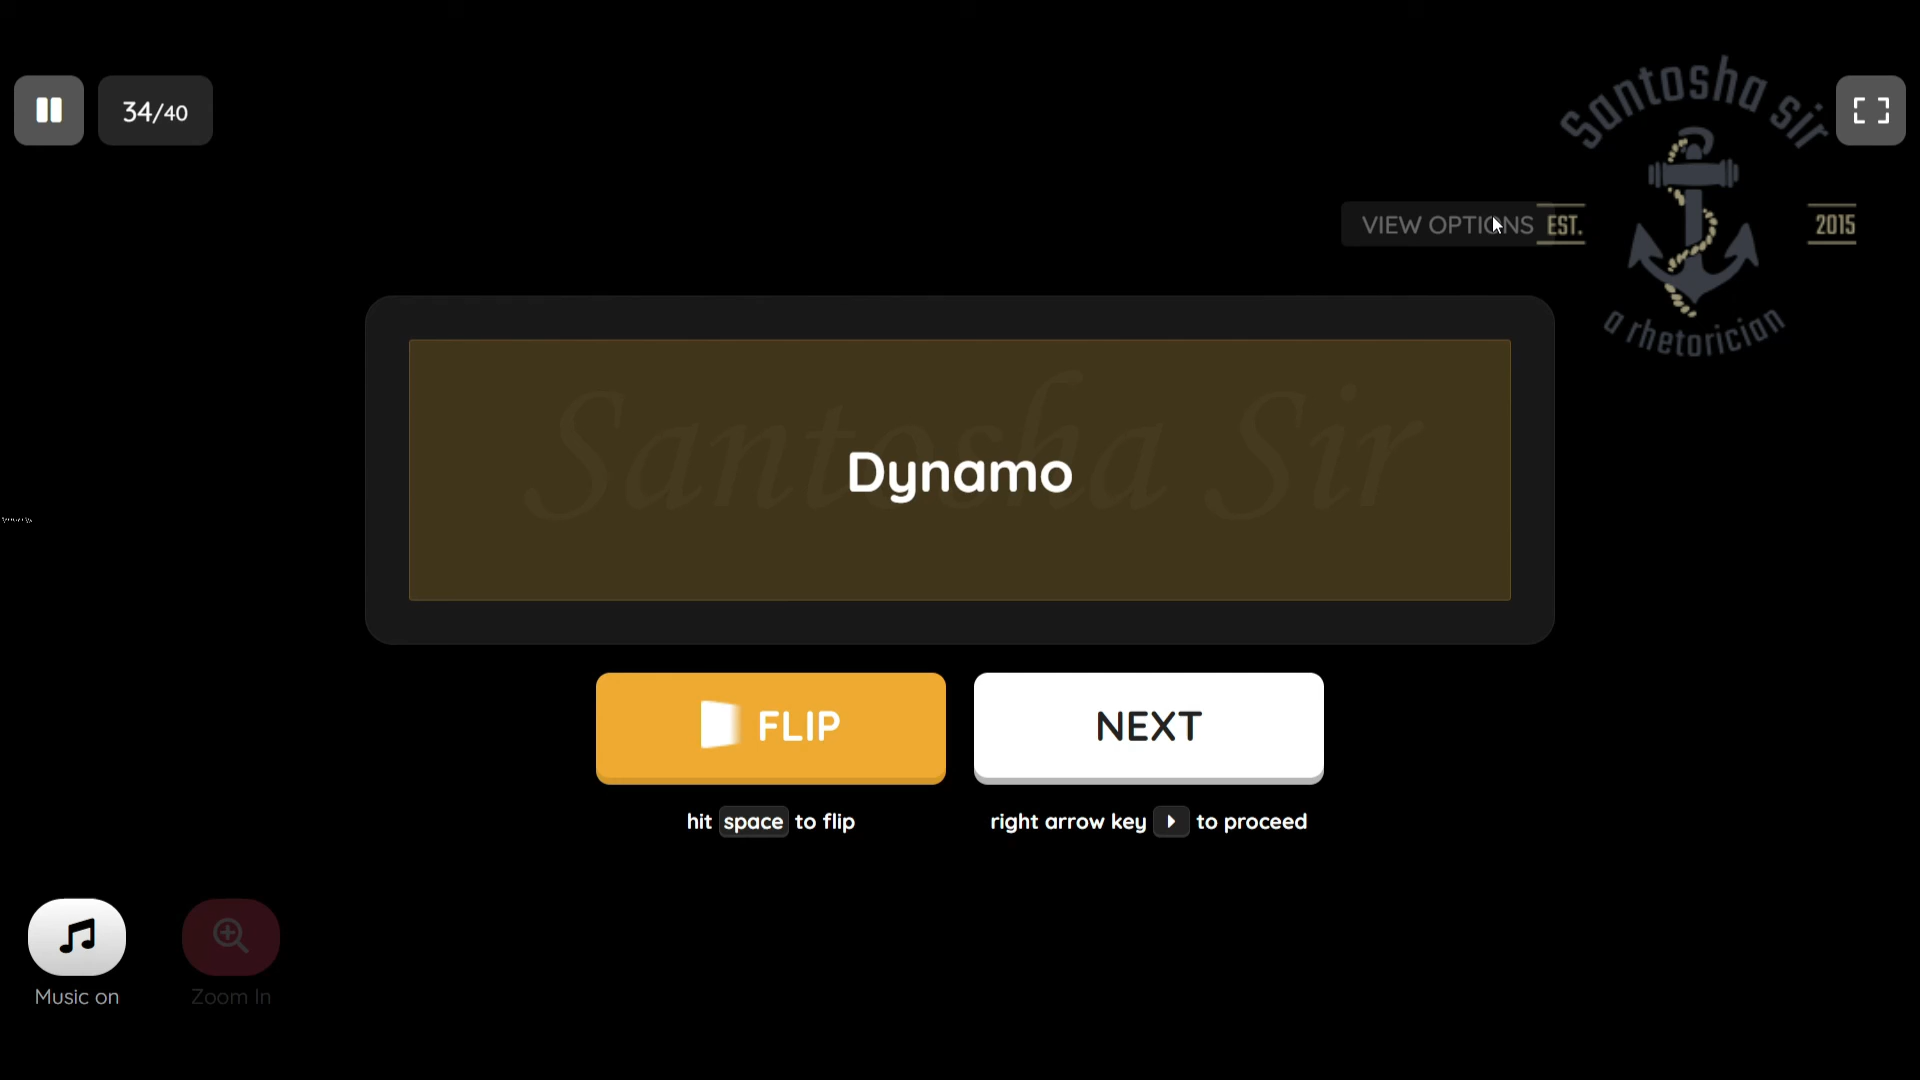 34/40
Santosha sir
VIEW OPTIONS
EST.
2015
a rhetorician
Santosha Sir
Dynamo
FLIP
NEXT
hit space to flip
right arrow key to proceed
Music on
Zoom In